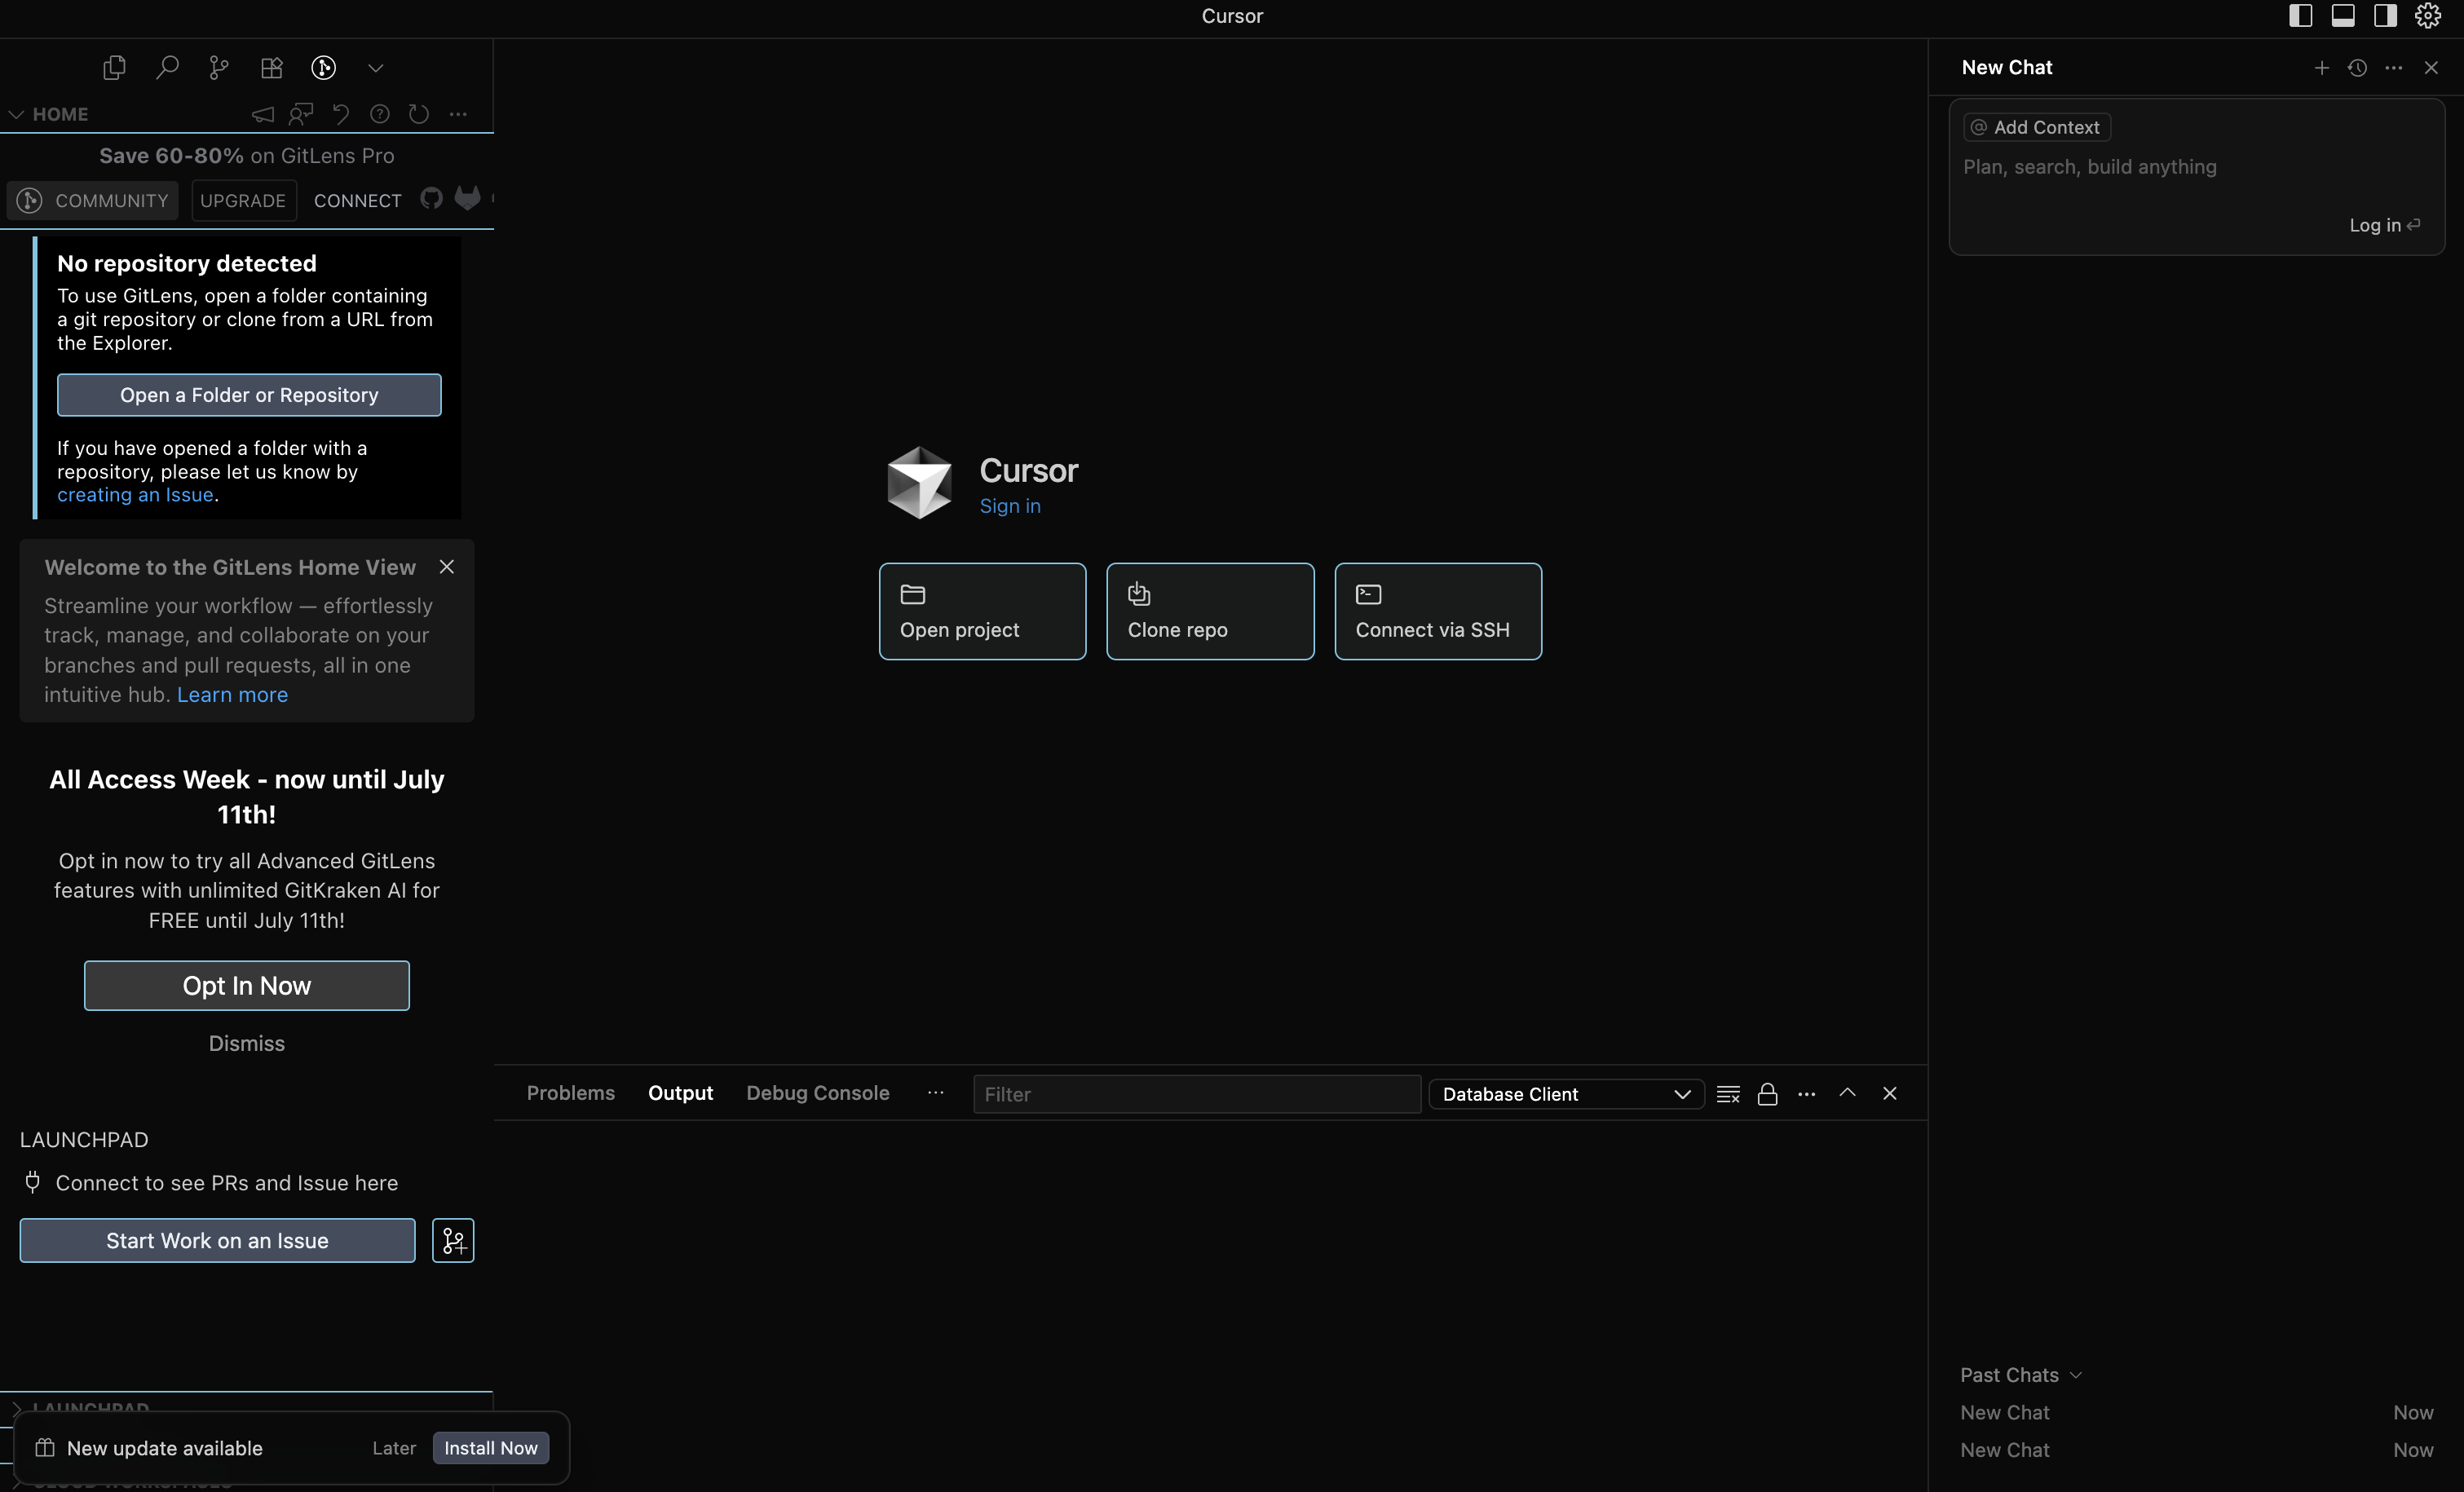 Cursor
HOME
Save 60-80% on GitLens Pro
COMMUNITY
UPGRADE
CONNECT
No repository detected
To use GitLens, open a folder containing
a git repository or clone from a URL from
the Explorer.
Open a Folder or Repository
If you have opened a folder with a
repository, please let us know by
creating an Issue.
Welcome to the GitLens Home View
Streamline your workflow — effortlessly
track, manage, and collaborate on your
branches and pull requests, all in one
intuitive hub. Learn more
All Access Week - now until July
11th!
Opt in now to try all Advanced GitLens
features with unlimited GitKraken AI for
FREE until July 11th!
Opt In Now
Dismiss
LAUNCHPAD
Connect to see PRs and Issue here
Start Work on an Issue
LAUNCHPAD
New update available
Later
Install Now
CLOUD WORKSPACES
Cursor
Sign in
Open project
Clone repo
Connect via SSH
Problems
Output
Debug Console
Filter
Database Client
New Chat
@ Add Context
Plan, search, build anything
Log in
Past Chats
New Chat
Now
New Chat
Now